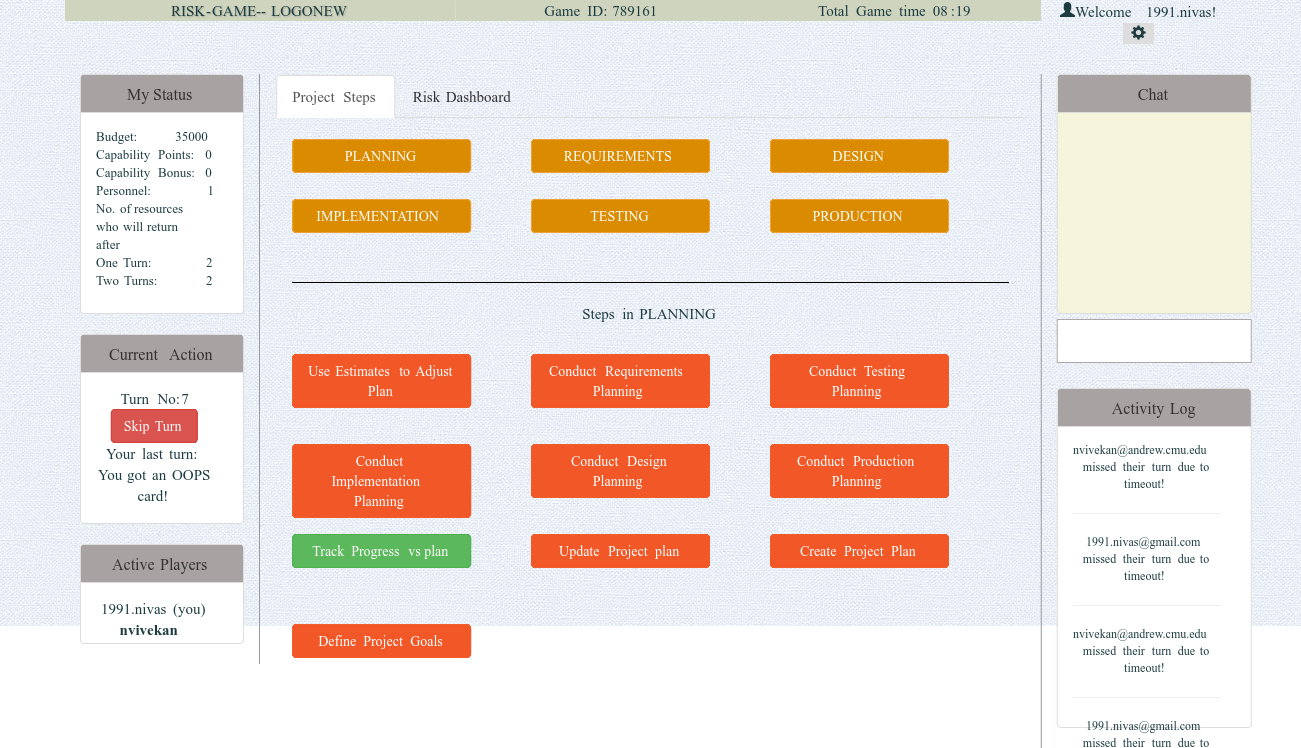 RISK-GAME-- LOGONEW
Game ID: 789161
Total Game time 08:19
Welcome 1991.nivas!
My Status
Budget: 35000
Capability Points: 0
Capability Bonus: 0
Personnel: 1
No. of resources
who will return
after
One Turn: 2
Two Turns: 2
Current Action
Turn No:7
Skip Turn
Your last turn:
You got an OOPS
card!
Active Players
1991.nivas (you)
nvivekan
Project Steps
Risk Dashboard
PLANNING
REQUIREMENTS
DESIGN
IMPLEMENTATION
TESTING
PRODUCTION
Steps in PLANNING
Use Estimates to Adjust
Plan
Conduct Requirements
Planning
Conduct Testing
Planning
Conduct
Implementation
Planning
Conduct Design
Planning
Conduct Production
Planning
Track Progress vs plan
Update Project plan
Create Project Plan
Define Project Goals
Chat
Activity Log
nvivekan@andrew.cmu.edu
missed their turn due to
timeout!
1991.nivas@gmail.com
missed their turn due to
timeout!
nvivekan@andrew.cmu.edu
missed their turn due to
timeout!
1991.nivas@gmail.com
missed their turn due to